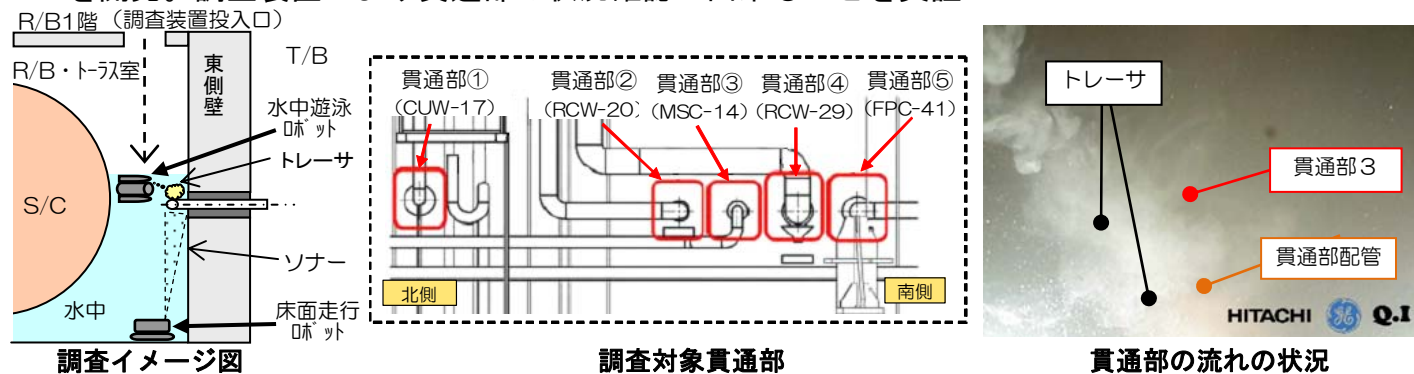 R/B1階（調査装置投入口）
R/B・ﾄｰﾗｽ室
東側壁
T/B
水中遊泳
ﾛﾎﾞｯﾄ
トレーサ
S/C
ソナー
水中
床面走行
ﾛﾎﾞｯﾄ
調査イメージ図
貫通部①
(CUW-17)
貫通部②
(RCW-20)
貫通部③
(MSC-14)
貫通部④
(RCW-29)
貫通部⑤
(FPC-41)
北側
南側
調査対象貫通部
トレーサ
貫通部３
貫通部配管
HITACHI
Q.I
貫通部の流れの状況